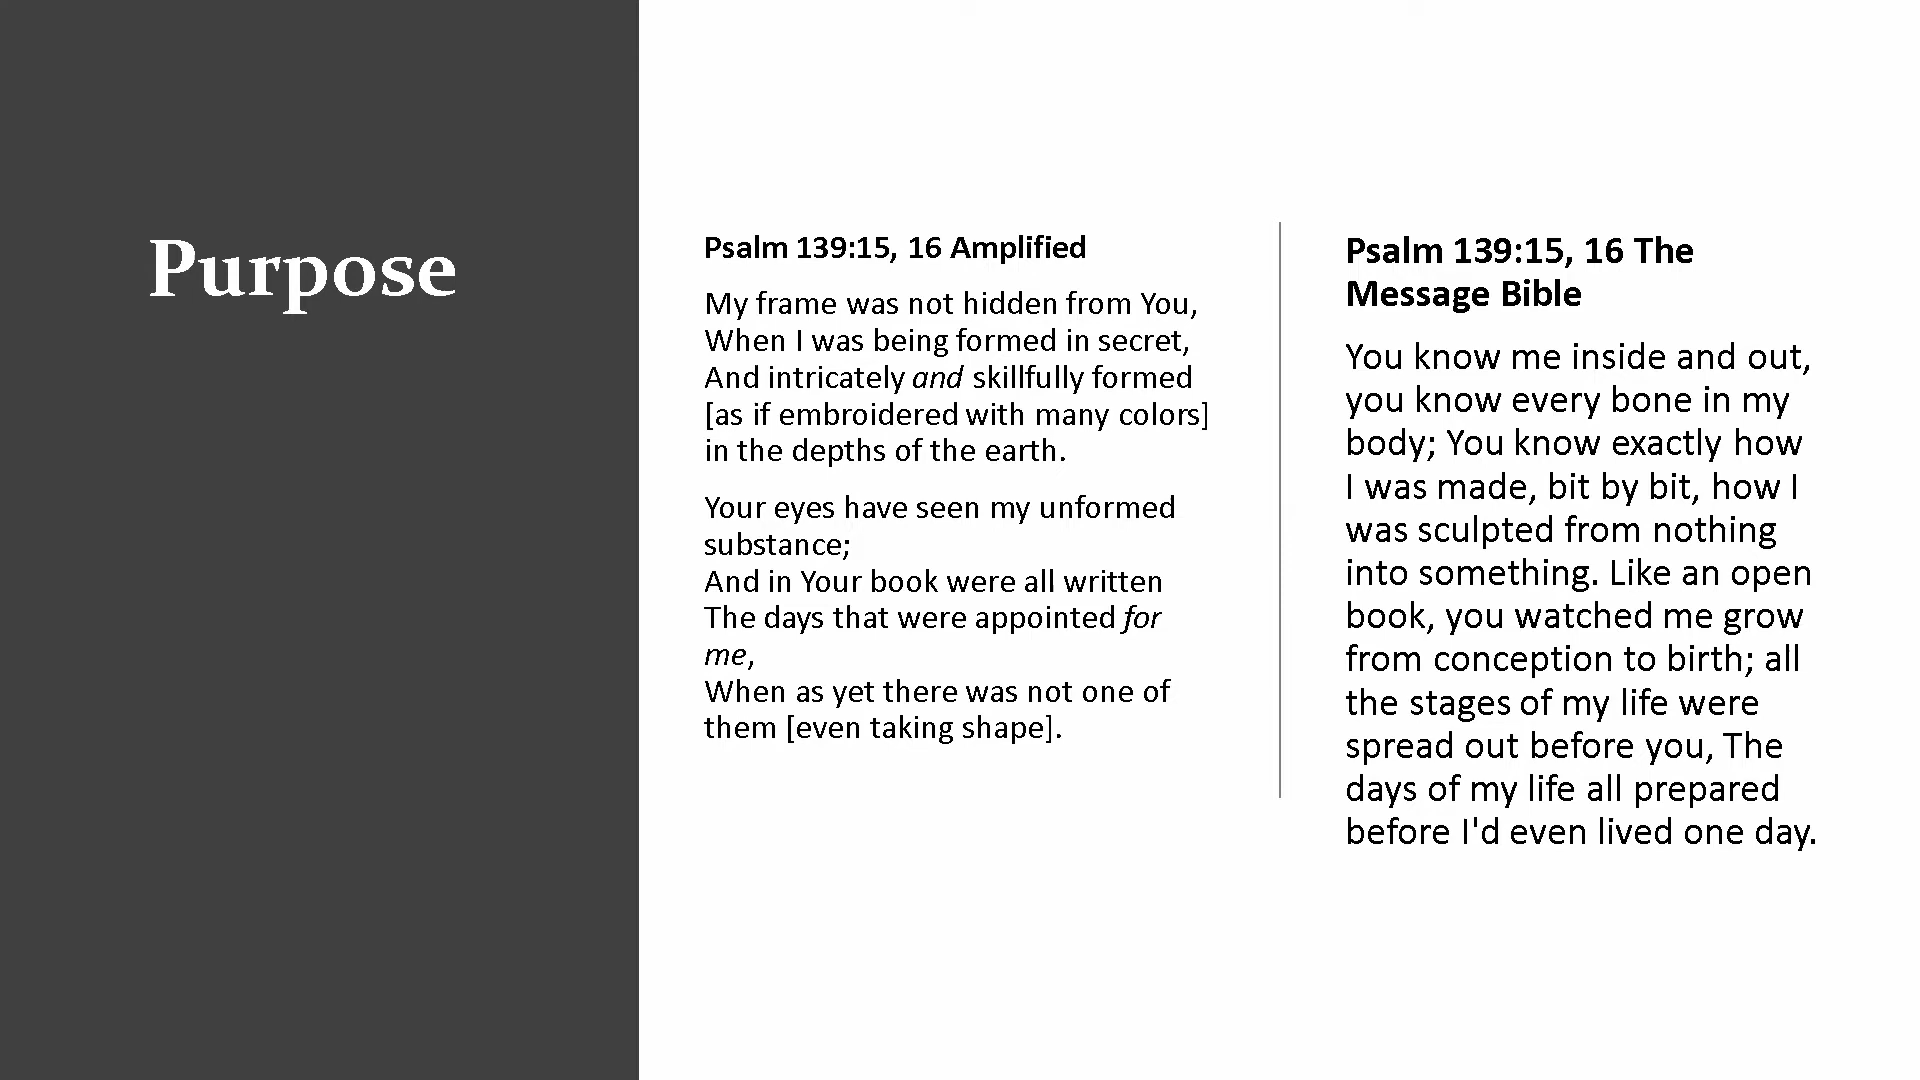 Purpose
Psalm 139:15, 16 Amplified
My frame was not hidden from You,
When I was being formed in secret,
And intricately and skillfully formed
[as if embroidered with many colors]
in the depths of the earth.
Your eyes have seen my unformed
substance;
And in Your book were all written
The days that were appointed for
me,
When as yet there was not one of
them [even taking shape].
Psalm 139:15, 16 The
Message Bible
You know me inside and out,
you know every bone in my
body; You know exactly how
I was made, bit by bit, how I
was sculpted from nothing
into something. Like an open
book, you watched me grow
from conception to birth; all
the stages of my life were
spread out before you, The
days of my life all prepared
before I'd even lived one day.